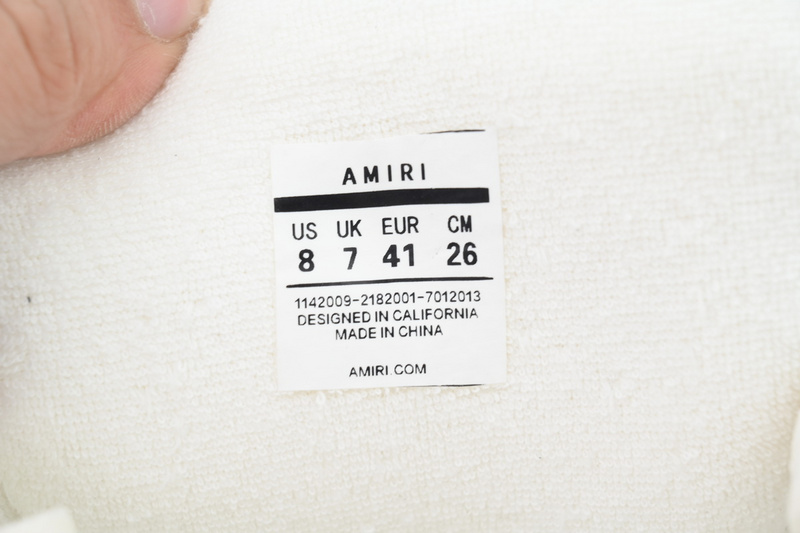 AMIRI
US UK EUR CM
8 7 41 26
1142009-2182001-7012013
DESIGNED IN CALIFORNIA
MADE IN CHINA
AMIRI.COM